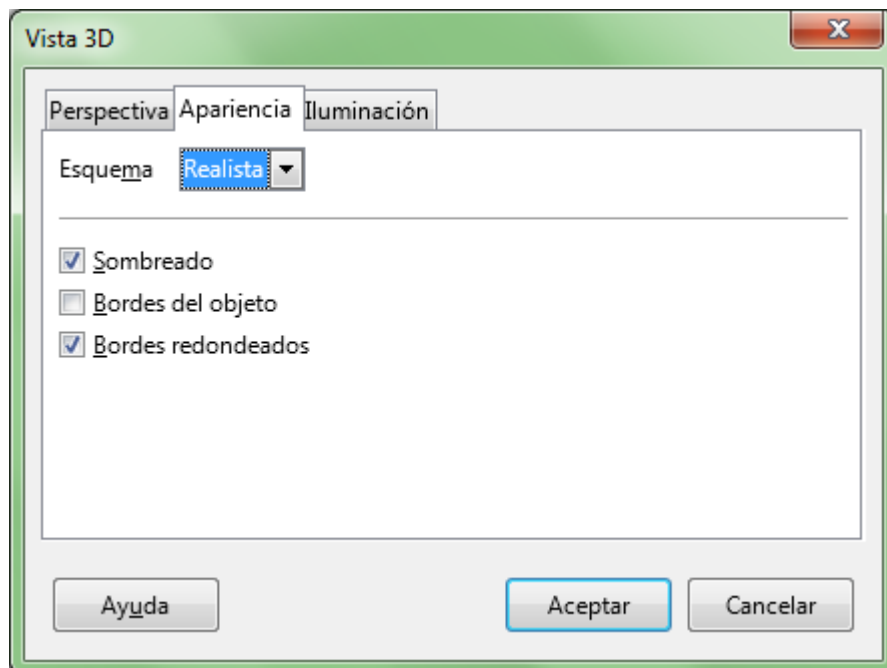 Vista 3D
Perspectiva Apariencia Iluminación
Esquema Realista
Sombreado
Bordes del objeto
Bordes redondeados
Ayuda Aceptar Cancelar